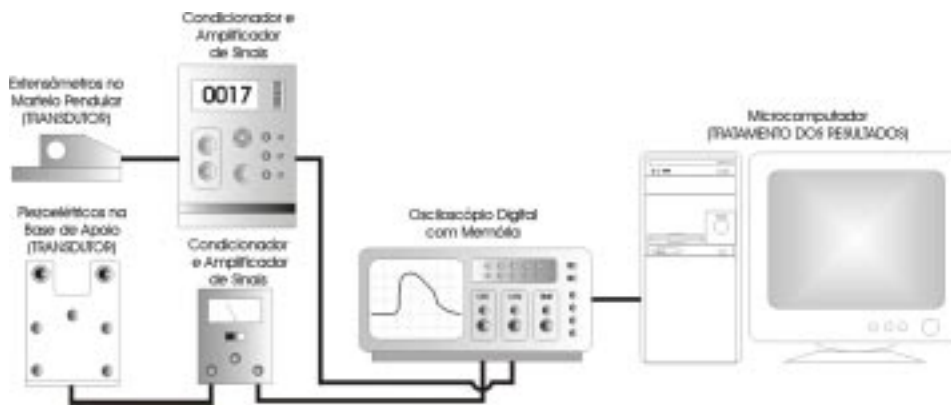 Condicionador e
Amplificador
de Sinais
0017
Extensômetros no
Martelo Pendular
(TRANSDUTOR)
Microcomputador
(TRATAMENTO DOS RESULTADOS)
Piezoelétricos na
Base de Apoio
(TRANSDUTOR)
Condicionador
e Amplificador
de Sinais
Osciloscópio Digital
com Memória